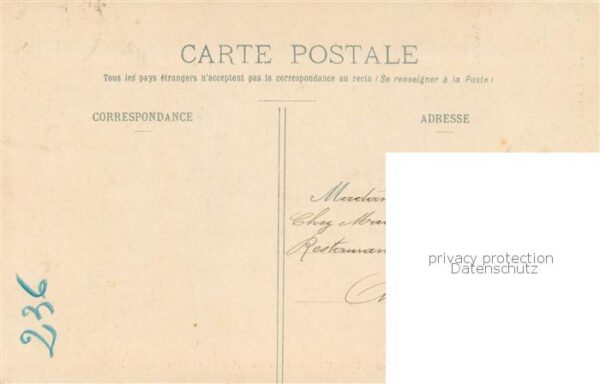 CARTE POSTALE
Tous les pays étrangers n'acceptent pas la correspondance au recto (Se renseigner à la Poste)
CORRESPONDANCE
ADRESSE
Chez
privacy protection
Datenschutz
236